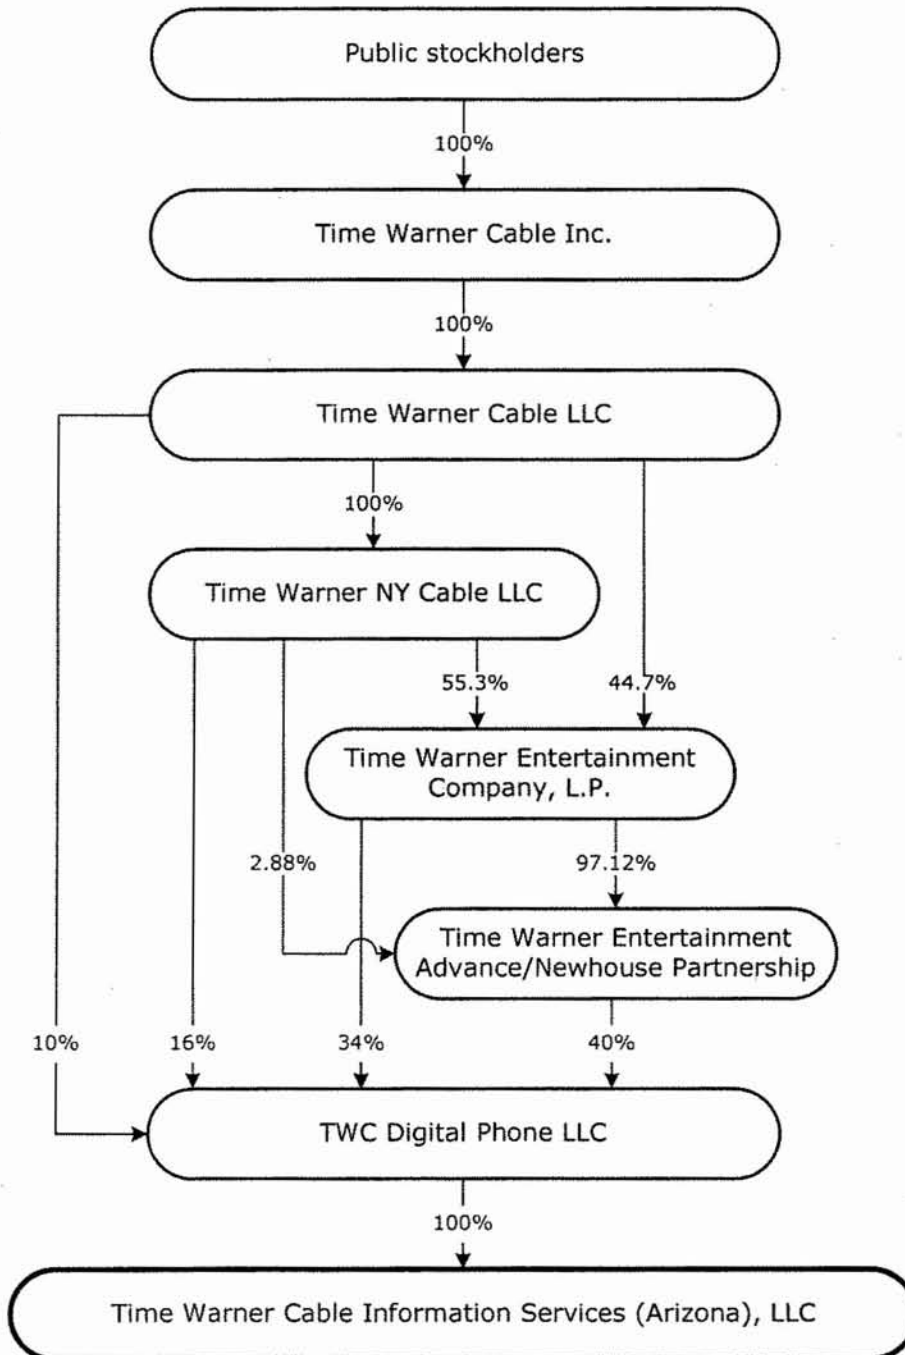 Public stockholders
100%
Time Warner Cable Inc.
100%
Time Warner Cable LLC
100%
Time Warner NY Cable LLC
55.3%
44.7%
Time Warner Entertainment
Company, L.P.
2.88%
97.12%
Time Warner Entertainment
Advance/Newhouse Partnership
10%
16%
34%
40%
TWC Digital Phone LLC
100%
Time Warner Cable Information Services (Arizona), LLC